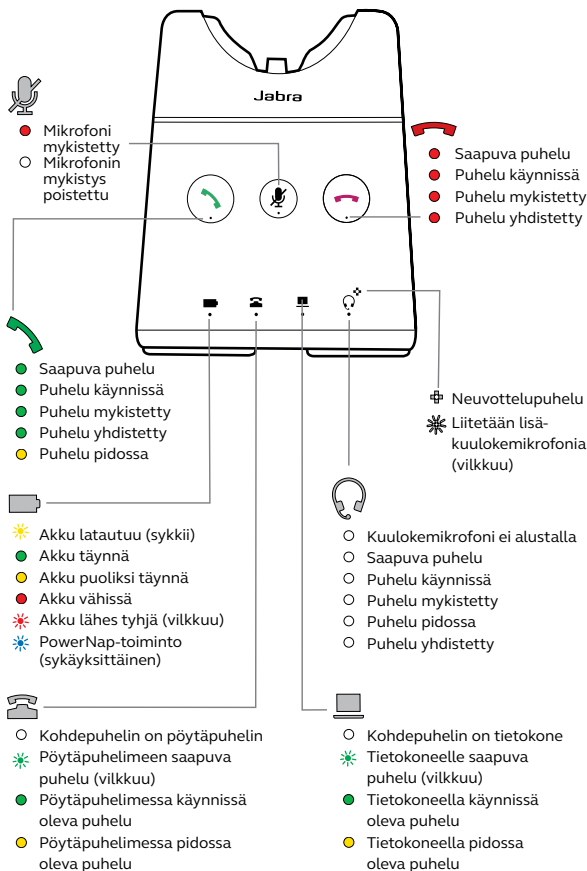 Jabra
Mikrofoni
mykistetty
Mikrofonin
mykistys
poistettu
Saapuva puhelu
Puhelu käynnissä
Puhelu mykistetty
Puhelu yhdistetty
Saapuva puhelu
Puhelu käynnissä
Puhelu mykistetty
Puhelu yhdistetty
Puhelu pidossa
Neuvottelupuhelu
Liitetään lisä-
kuulokemikrofonia
(vilkkuu)
Akku latautuu (sykkii)
Akku täynnä
Akku puoliksi täynnä
Akku vähissä
Akku lähes tyhjä (vilkkuu)
PowerNap-toiminto
(sykäyksittäinen)
Kuulokemikrofoni ei alustalla
Saapuva puhelu
Puhelu käynnissä
Puhelu mykistetty
Puhelu pidossa
Puhelu yhdistetty
Kohdepuhelin on pöytäpuhelin
Pöytäpuhelimeen saapuva
puhelu (vilkkuu)
Pöytäpuhelimessa käynnissä
oleva puhelu
Pöytäpuhelimessa pidossa
oleva puhelu
Kohdepuhelin on tietokone
Tietokoneelle saapuva
puhelu (vilkkuu)
Tietokoneella käynnissä
oleva puhelu
Tietokoneella pidossa
oleva puhelu